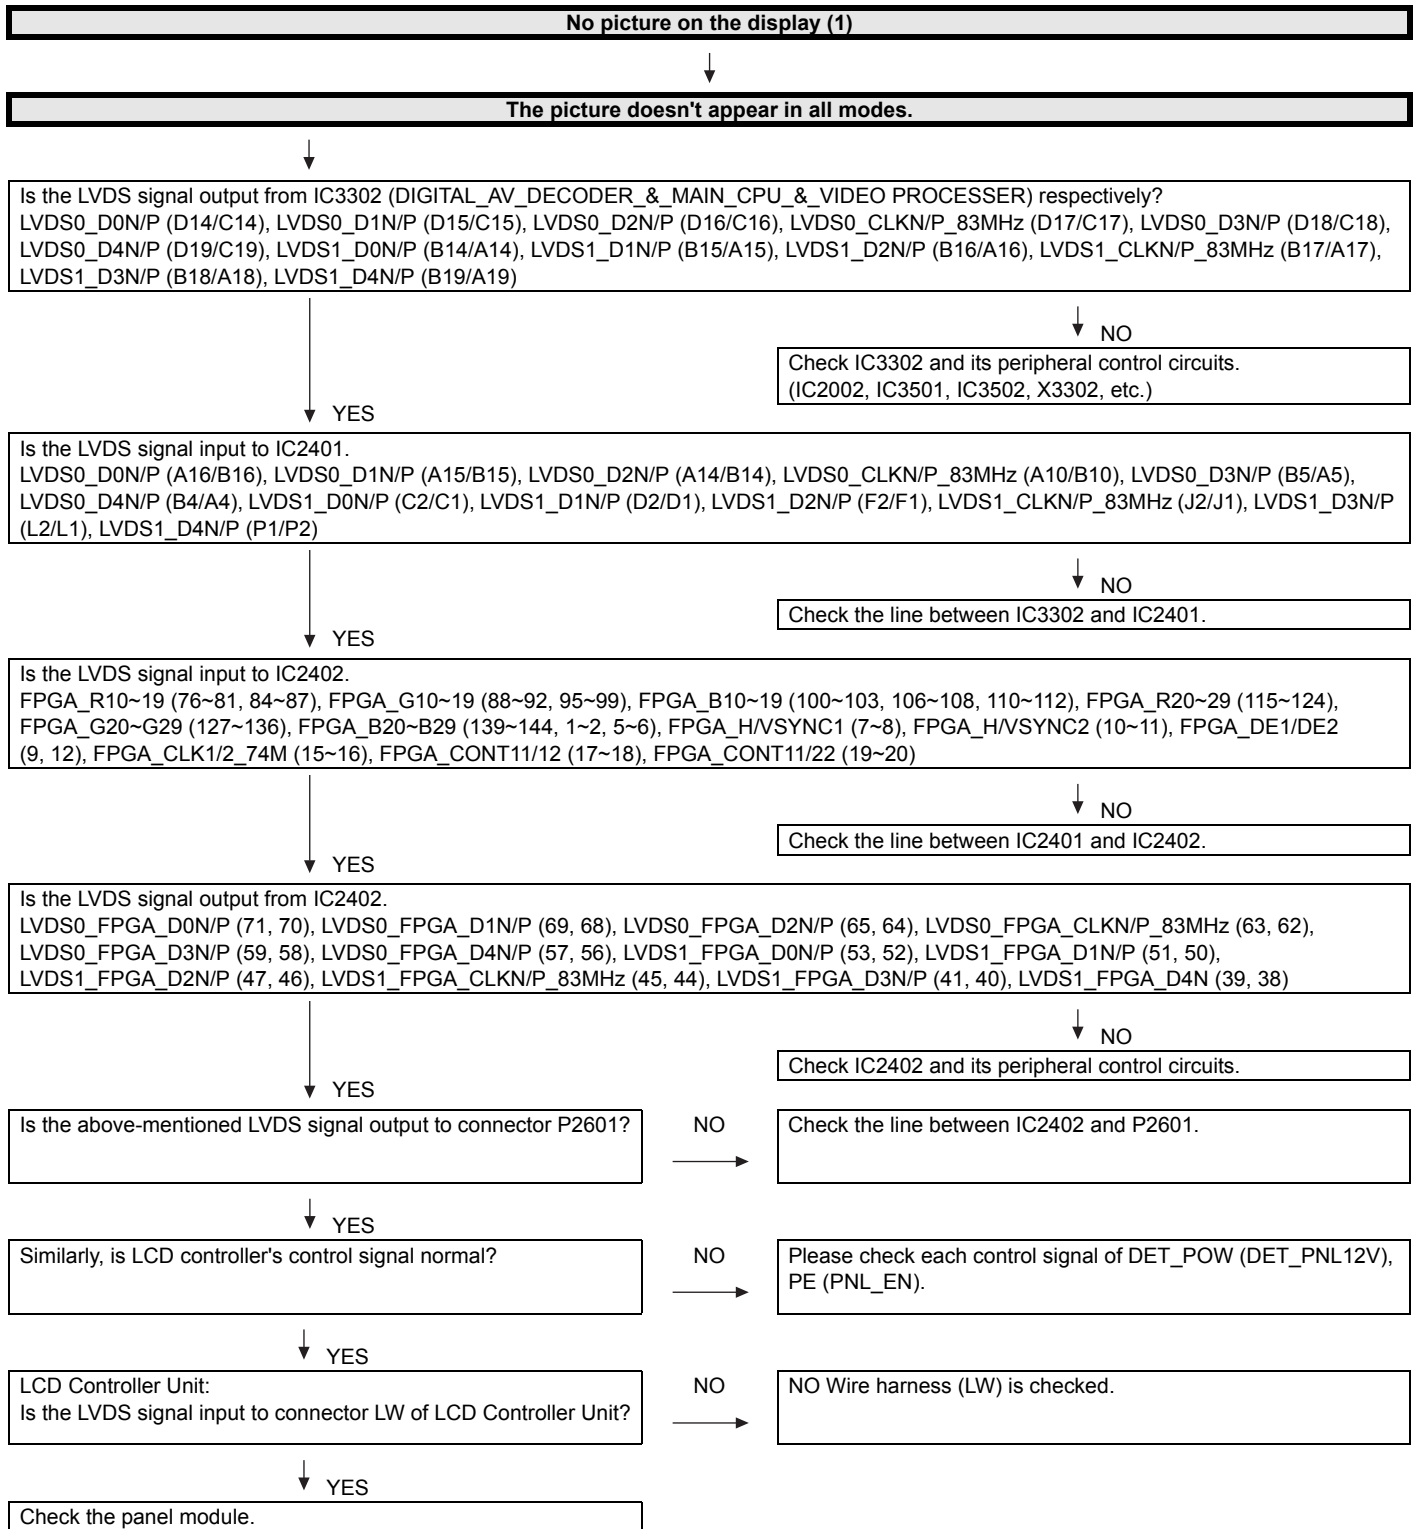 No picture on the display (1)
The picture doesn't appear in all modes.
Is the LVDS signal output from IC3302 (DIGITAL_AV_DECODER_&_MAIN_CPU_&_VIDEO PROCESSER) respectively?
LVDS0_D0N/P (D14/C14), LVDS0_D1N/P (D15/C15), LVDS0_D2N/P (D16/C16), LVDS0_CLKN/P_83MHz (D17/C17), LVDS0_D3N/P (D18/C18),
LVDS0_D4N/P (D19/C19), LVDS1_D0N/P (B14/A14), LVDS1_D1N/P (B15/A15), LVDS1_D2N/P (B16/A16), LVDS1_CLKN/P_83MHz (B17/A17),
LVDS1_D3N/P (B18/A18), LVDS1_D4N/P (B19/A19)
NO
Check IC3302 and its peripheral control circuits.
(IC2002, IC3501, IC3502, X3302, etc.)
YES
Is the LVDS signal input to IC2401.
LVDS0_D0N/P (A16/B16), LVDS0_D1N/P (A15/B15), LVDS0_D2N/P (A14/B14), LVDS0_CLKN/P_83MHz (A10/B10), LVDS0_D3N/P (B5/A5),
LVDS0_D4N/P (B4/A4), LVDS1_D0N/P (C2/C1), LVDS1_D1N/P (D2/D1), LVDS1_D2N/P (F2/F1), LVDS1_CLKN/P_83MHz (J2/J1), LVDS1_D3N/P
(L2/L1), LVDS1_D4N/P (P1/P2)
NO
Check the line between IC3302 and IC2401.
YES
Is the LVDS signal input to IC2402.
FPGA_R10~19 (76~81, 84~87), FPGA_G10~19 (88~92, 95~99), FPGA_B10~19 (100~103, 106~108, 110~112), FPGA_R20~29 (115~124),
FPGA_G20~G29 (127~136), FPGA_B20~B29 (139~144, 1~2, 5~6), FPGA_H/VSYNC1 (7~8), FPGA_H/VSYNC2 (10~11), FPGA_DE1/DE2
(9, 12), FPGA_CLK1/2_74M (15~16), FPGA_CONT11/12 (17~18), FPGA_CONT11/22 (19~20)
NO
Check the line between IC2401 and IC2402.
YES
Is the LVDS signal output from IC2402.
LVDS0_FPGA_D0N/P (71, 70), LVDS0_FPGA_D1N/P (69, 68), LVDS0_FPGA_D2N/P (65, 64), LVDS0_FPGA_CLKN/P_83MHz (63, 62),
LVDS0_FPGA_D3N/P (59, 58), LVDS0_FPGA_D4N/P (57, 56), LVDS1_FPGA_D0N/P (53, 52), LVDS1_FPGA_D1N/P (51, 50),
LVDS1_FPGA_D2N/P (47, 46), LVDS1_FPGA_CLKN/P_83MHz (45, 44), LVDS1_FPGA_D3N/P (41, 40), LVDS1_FPGA_D4N (39, 38)
NO
Check IC2402 and its peripheral control circuits.
YES
Is the above-mentioned LVDS signal output to connector P2601?
NO
Check the line between IC2402 and P2601.
YES
Similarly, is LCD controller's control signal normal?
NO
Please check each control signal of DET_POW (DET_PNL12V),
PE (PNL_EN).
YES
LCD Controller Unit:
Is the LVDS signal input to connector LW of LCD Controller Unit?
NO
NO Wire harness (LW) is checked.
YES
Check the panel module.